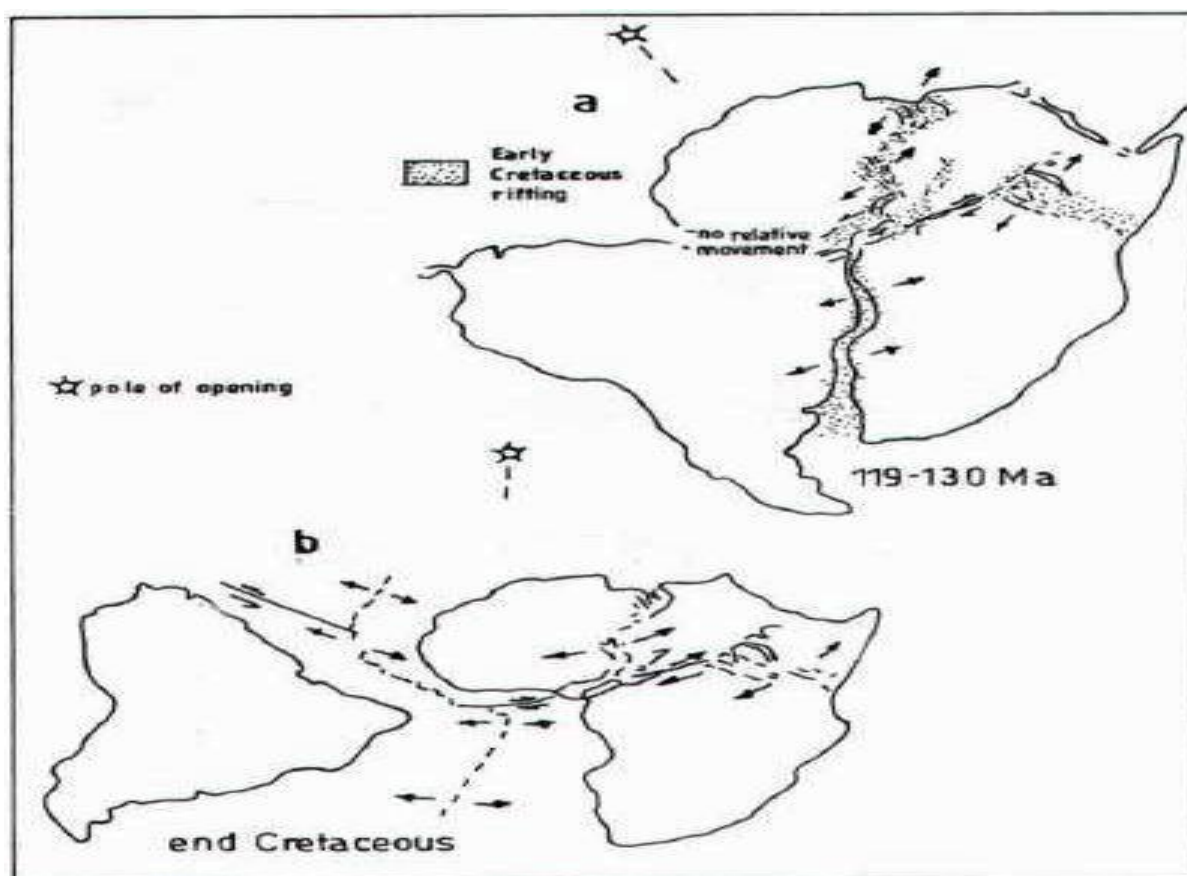 a
Early
Cretaceous
rifting
no relative
movement
pole of opening
119-130 Ma
b
end Cretaceous